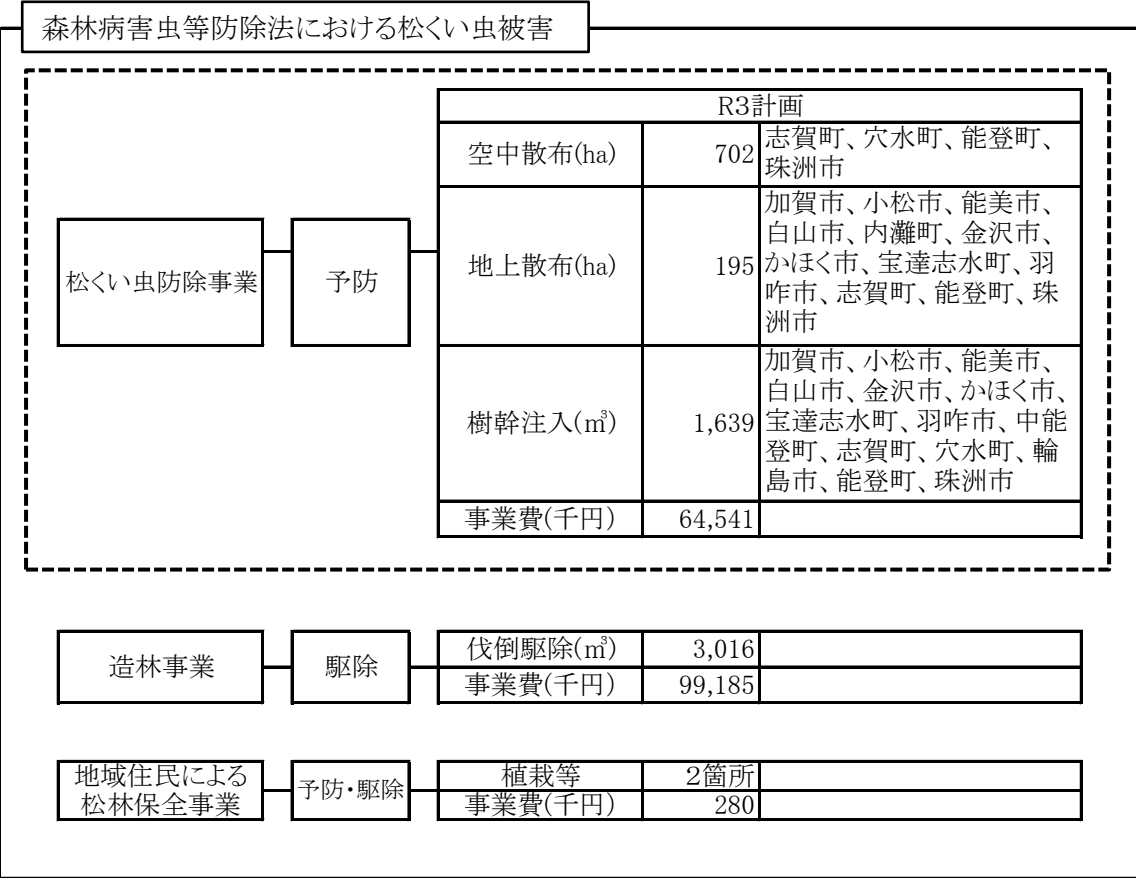 森林病害虫等防除法における松くい虫被害
松くい虫防除事業
予防
R3計画
空中散布(ha)
702
志賀町、穴水町、能登町、
珠洲市
地上散布(ha)
195
加賀市、小松市、能美市、
白山市、内灘町、金沢市、
かほく市、宝達志水町、羽
咋市、志賀町、能登町、珠
洲市
樹幹注入(㎥)
1,639
加賀市、小松市、能美市、
白山市、金沢市、かほく市、
宝達志水町、羽咋市、中能
登町、志賀町、穴水町、輪
島市、能登町、珠洲市
事業費(千円)
64,541
造林事業
駆除
伐倒駆除(㎥)
3,016
事業費(千円)
99,185
地域住民による
松林保全事業
予防・駆除
植栽等
2箇所
事業費(千円)
280